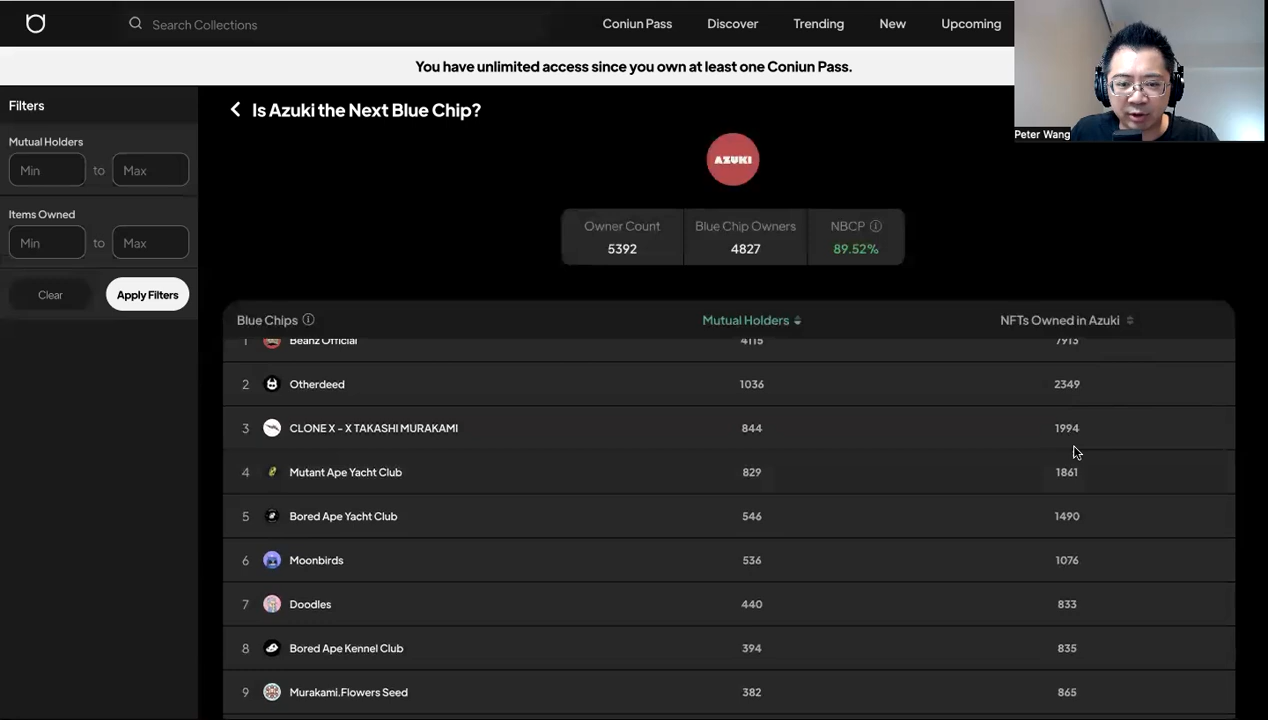 Search Collections
Coniun Pass
Discover
Trending
New
Upcoming
You have unlimited access since you own at least one Coniun Pass.
Peter Wang
Filters
Mutual Holders
Min to Max
Items Owned
Min to Max
Clear
Apply Filters
Is Azuki the Next Blue Chip?
AZUKI
Owner Count
5392
Blue Chip Owners
4827
NBCP
89.52%
Blue Chips Mutual Holders NFTs Owned in Azuki
1 Beanz Official 4115 7913
2 Otherdeed 1036 2349
3 CLONE X - X TAKASHI MURAKAMI 844 1994
4 Mutant Ape Yacht Club 829 1861
5 Bored Ape Yacht Club 546 1490
6 Moonbirds 536 1076
7 Doodles 440 833
8 Bored Ape Kennel Club 394 835
9 Murakami.Flowers Seed 382 865